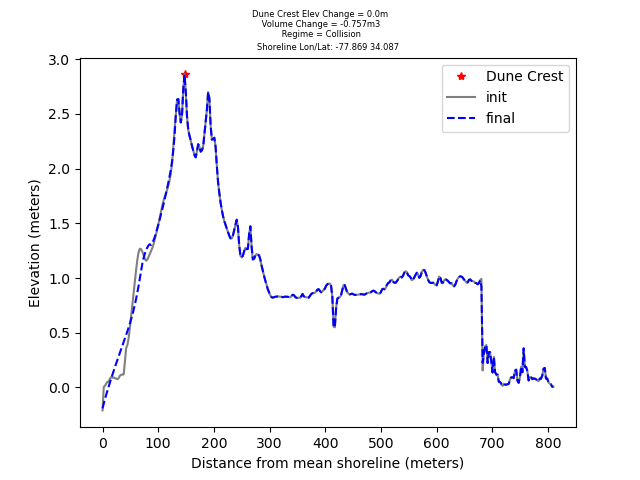 Dune Crest Elev Change = 0.0m
Volume Change = -0.757m3
Regime = Collision
Shoreline Lon/Lat: -77.869 34.087
3.0
2.5
2.0
1.5
1.0
0.5
0.0
Elevation (meters)
Dune Crest
init
final
0 100 200 300 400 500 600 700 800
Distance from mean shoreline (meters)